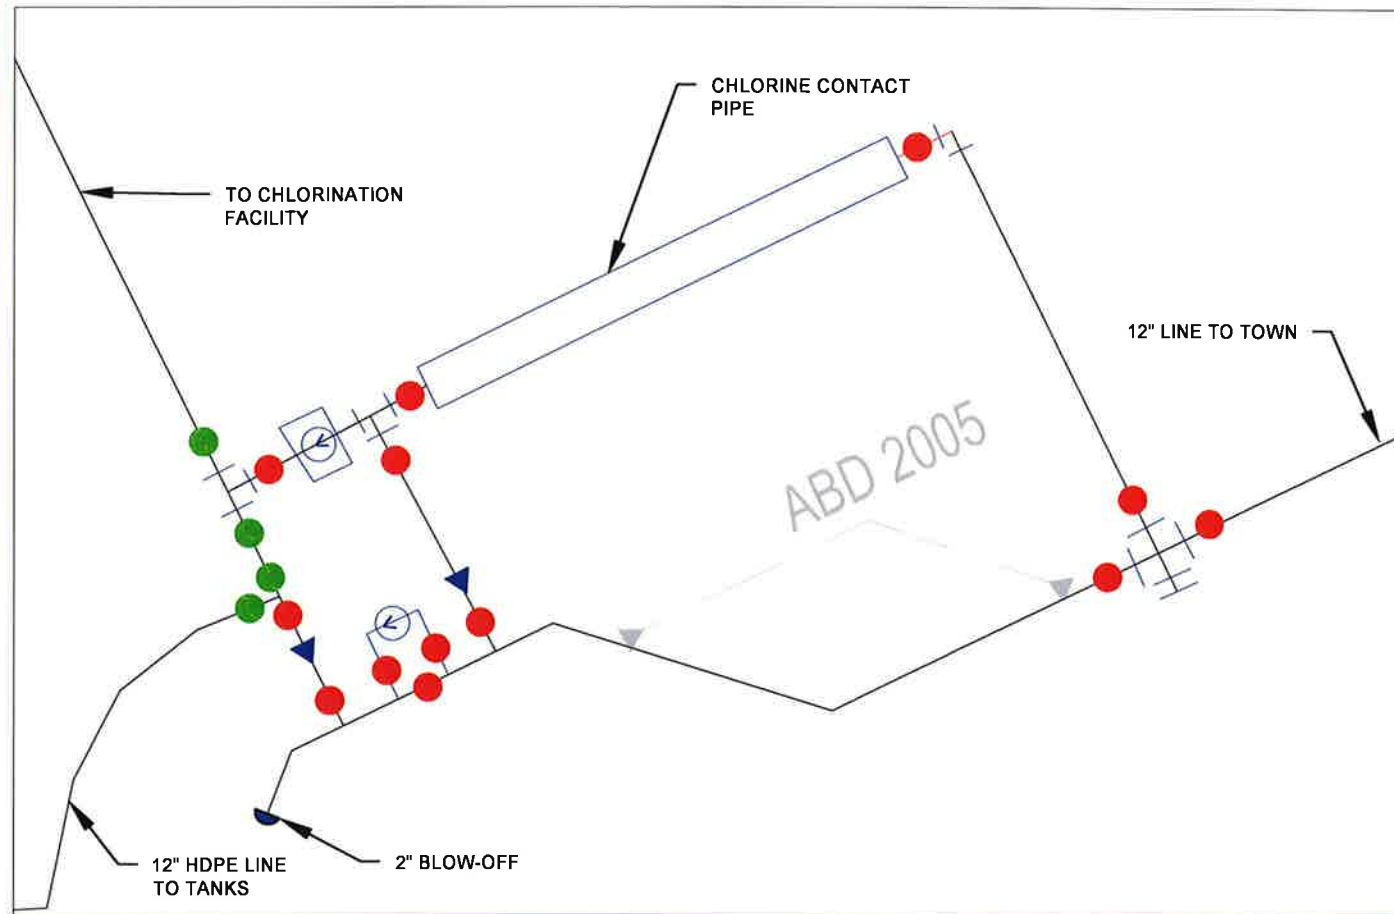 CHLORINE CONTACT
PIPE
TO CHLORINATION
FACILITY
12" LINE TO TOWN
ABD 2005
12" HDPE LINE
TO TANKS
2" BLOW-OFF